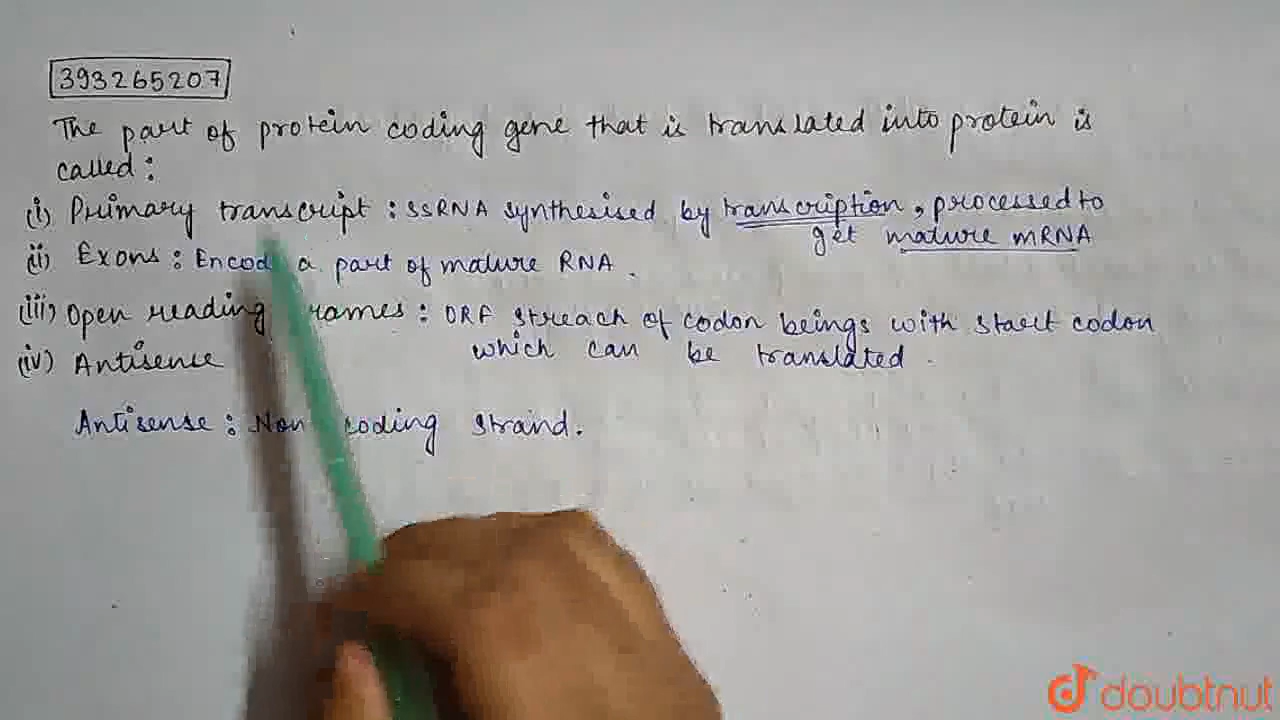 393265207
The part of protein coding gene that is translated into protein is
called:
(i) Primary transcript : SSRNA synthesised by transcription, processed to
get mature mRNA
(ii) Exons : Encod a part of mature RNA.
(iii) Open reading rames : ORF streach of codon beings with start codon
(iv) Antisense which can be translated.
Antisense : Non coding strand.
doubtnut